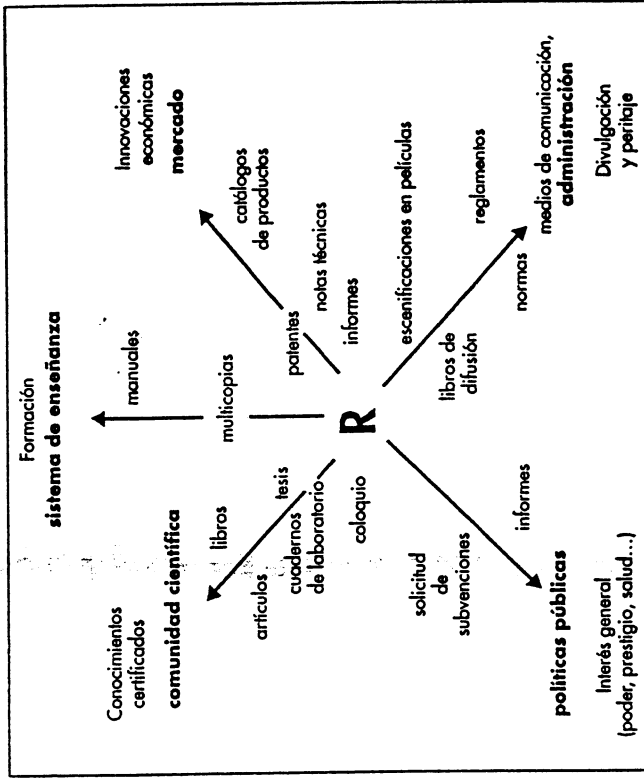 Formación
sistema de enseñanza
Conocimientos
certificados
comunidad científica
Innovaciones
económicas
mercado
manuales
libros
artículos
multicopias
catálogos
de productos
tesis
cuadernos
de laboratorio
coloquio
patentes
notas técnicas
informes
R
solicitud
de
subvenciones
informes
escenificaciones en películas
libros de
difusión
reglamentos
normas
políticas públicas
Interés general
(poder, prestigio, salud...)
medios de comunicación,
administración
Divulgación
y peritaje